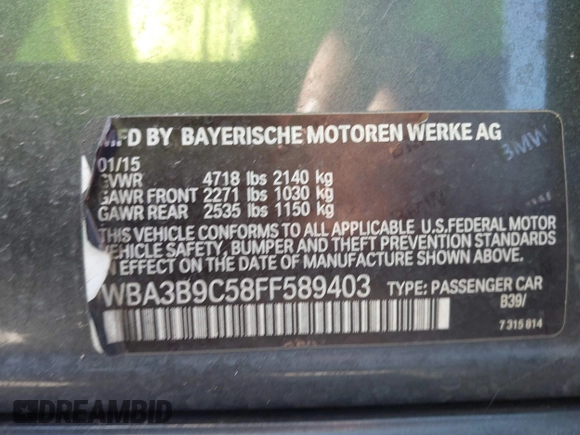 MFD BY BAYERISCHE MOTOREN WERKE AG
01/15
GVWR 4718 lbs 2140 kg
GAWR FRONT 2271 lbs 1030 kg
GAWR REAR 2535 lbs 1150 kg
THIS VEHICLE CONFORMS TO ALL APPLICABLE U.S.FEDERAL MOTOR
VEHICLE SAFETY, BUMPER AND THEFT PREVENTION STANDARDS
IN EFFECT ON THE DATE OF MANUFACTURE SHOWN ABOVE.
WBA3B9C58FF589403 TYPE: PASSENGER CAR
B39/
7 315 814
BMW
DREAMBID